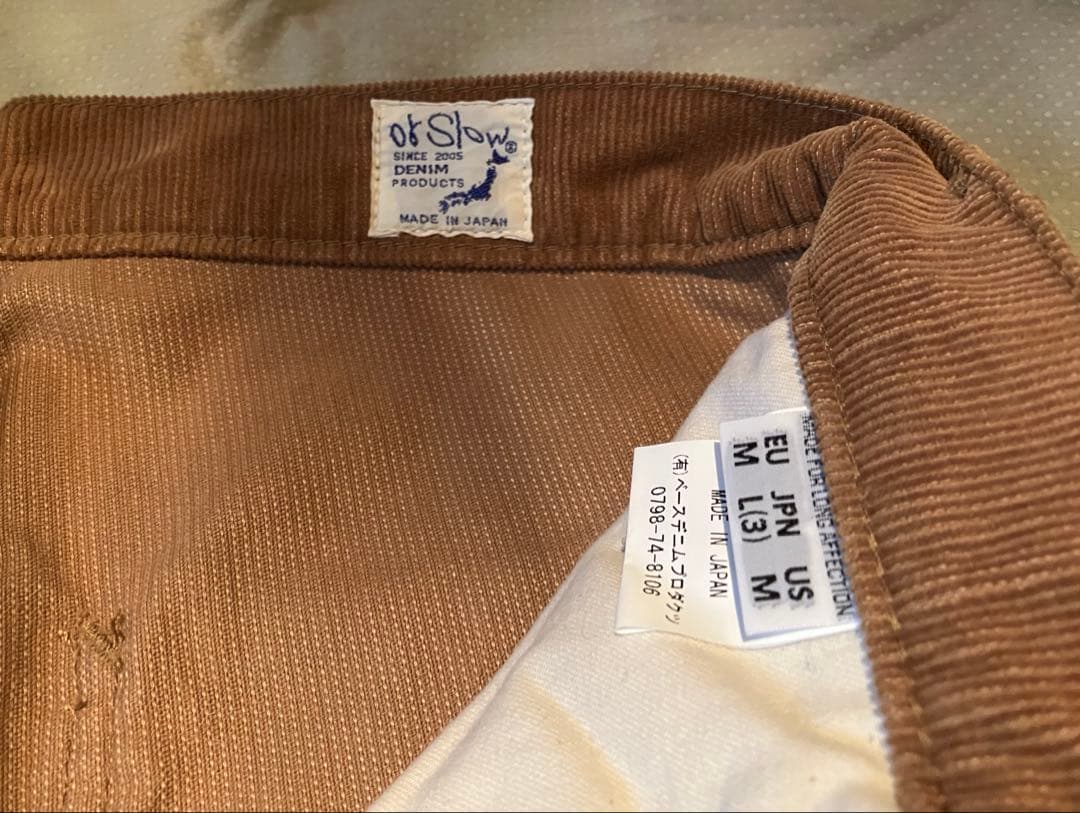 orSlow®
SINCE 2005
DENIM
PRODUCTS
MADE IN JAPAN
MADE FOR LONG AFFECTION
EU JPN US
M L(3) M
MADE IN JAPAN
(有)ベースデニムプロダクツ
0798-74-8106